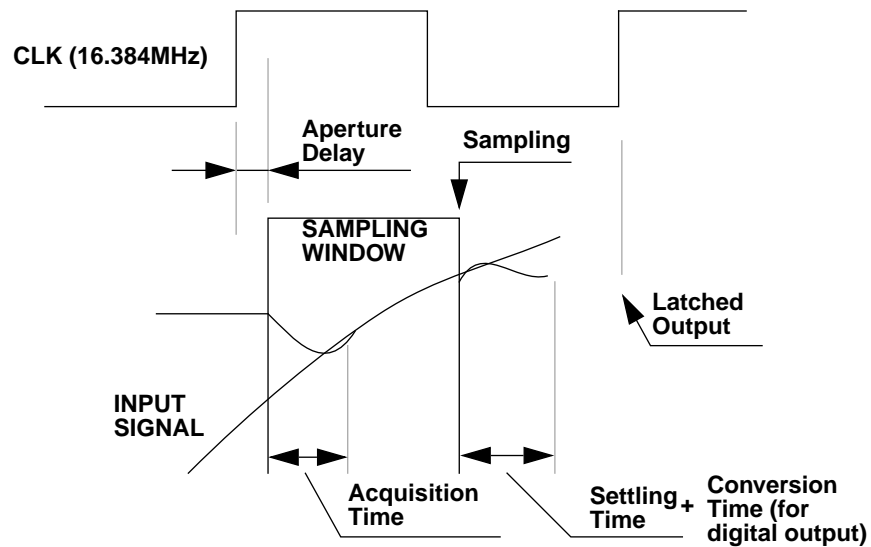 CLK (16.384MHz)
Aperture
Delay
Sampling
SAMPLING
WINDOW
Latched
Output
INPUT
SIGNAL
Acquisition
Time
Settling
Time
+
Conversion
Time (for
digital output)